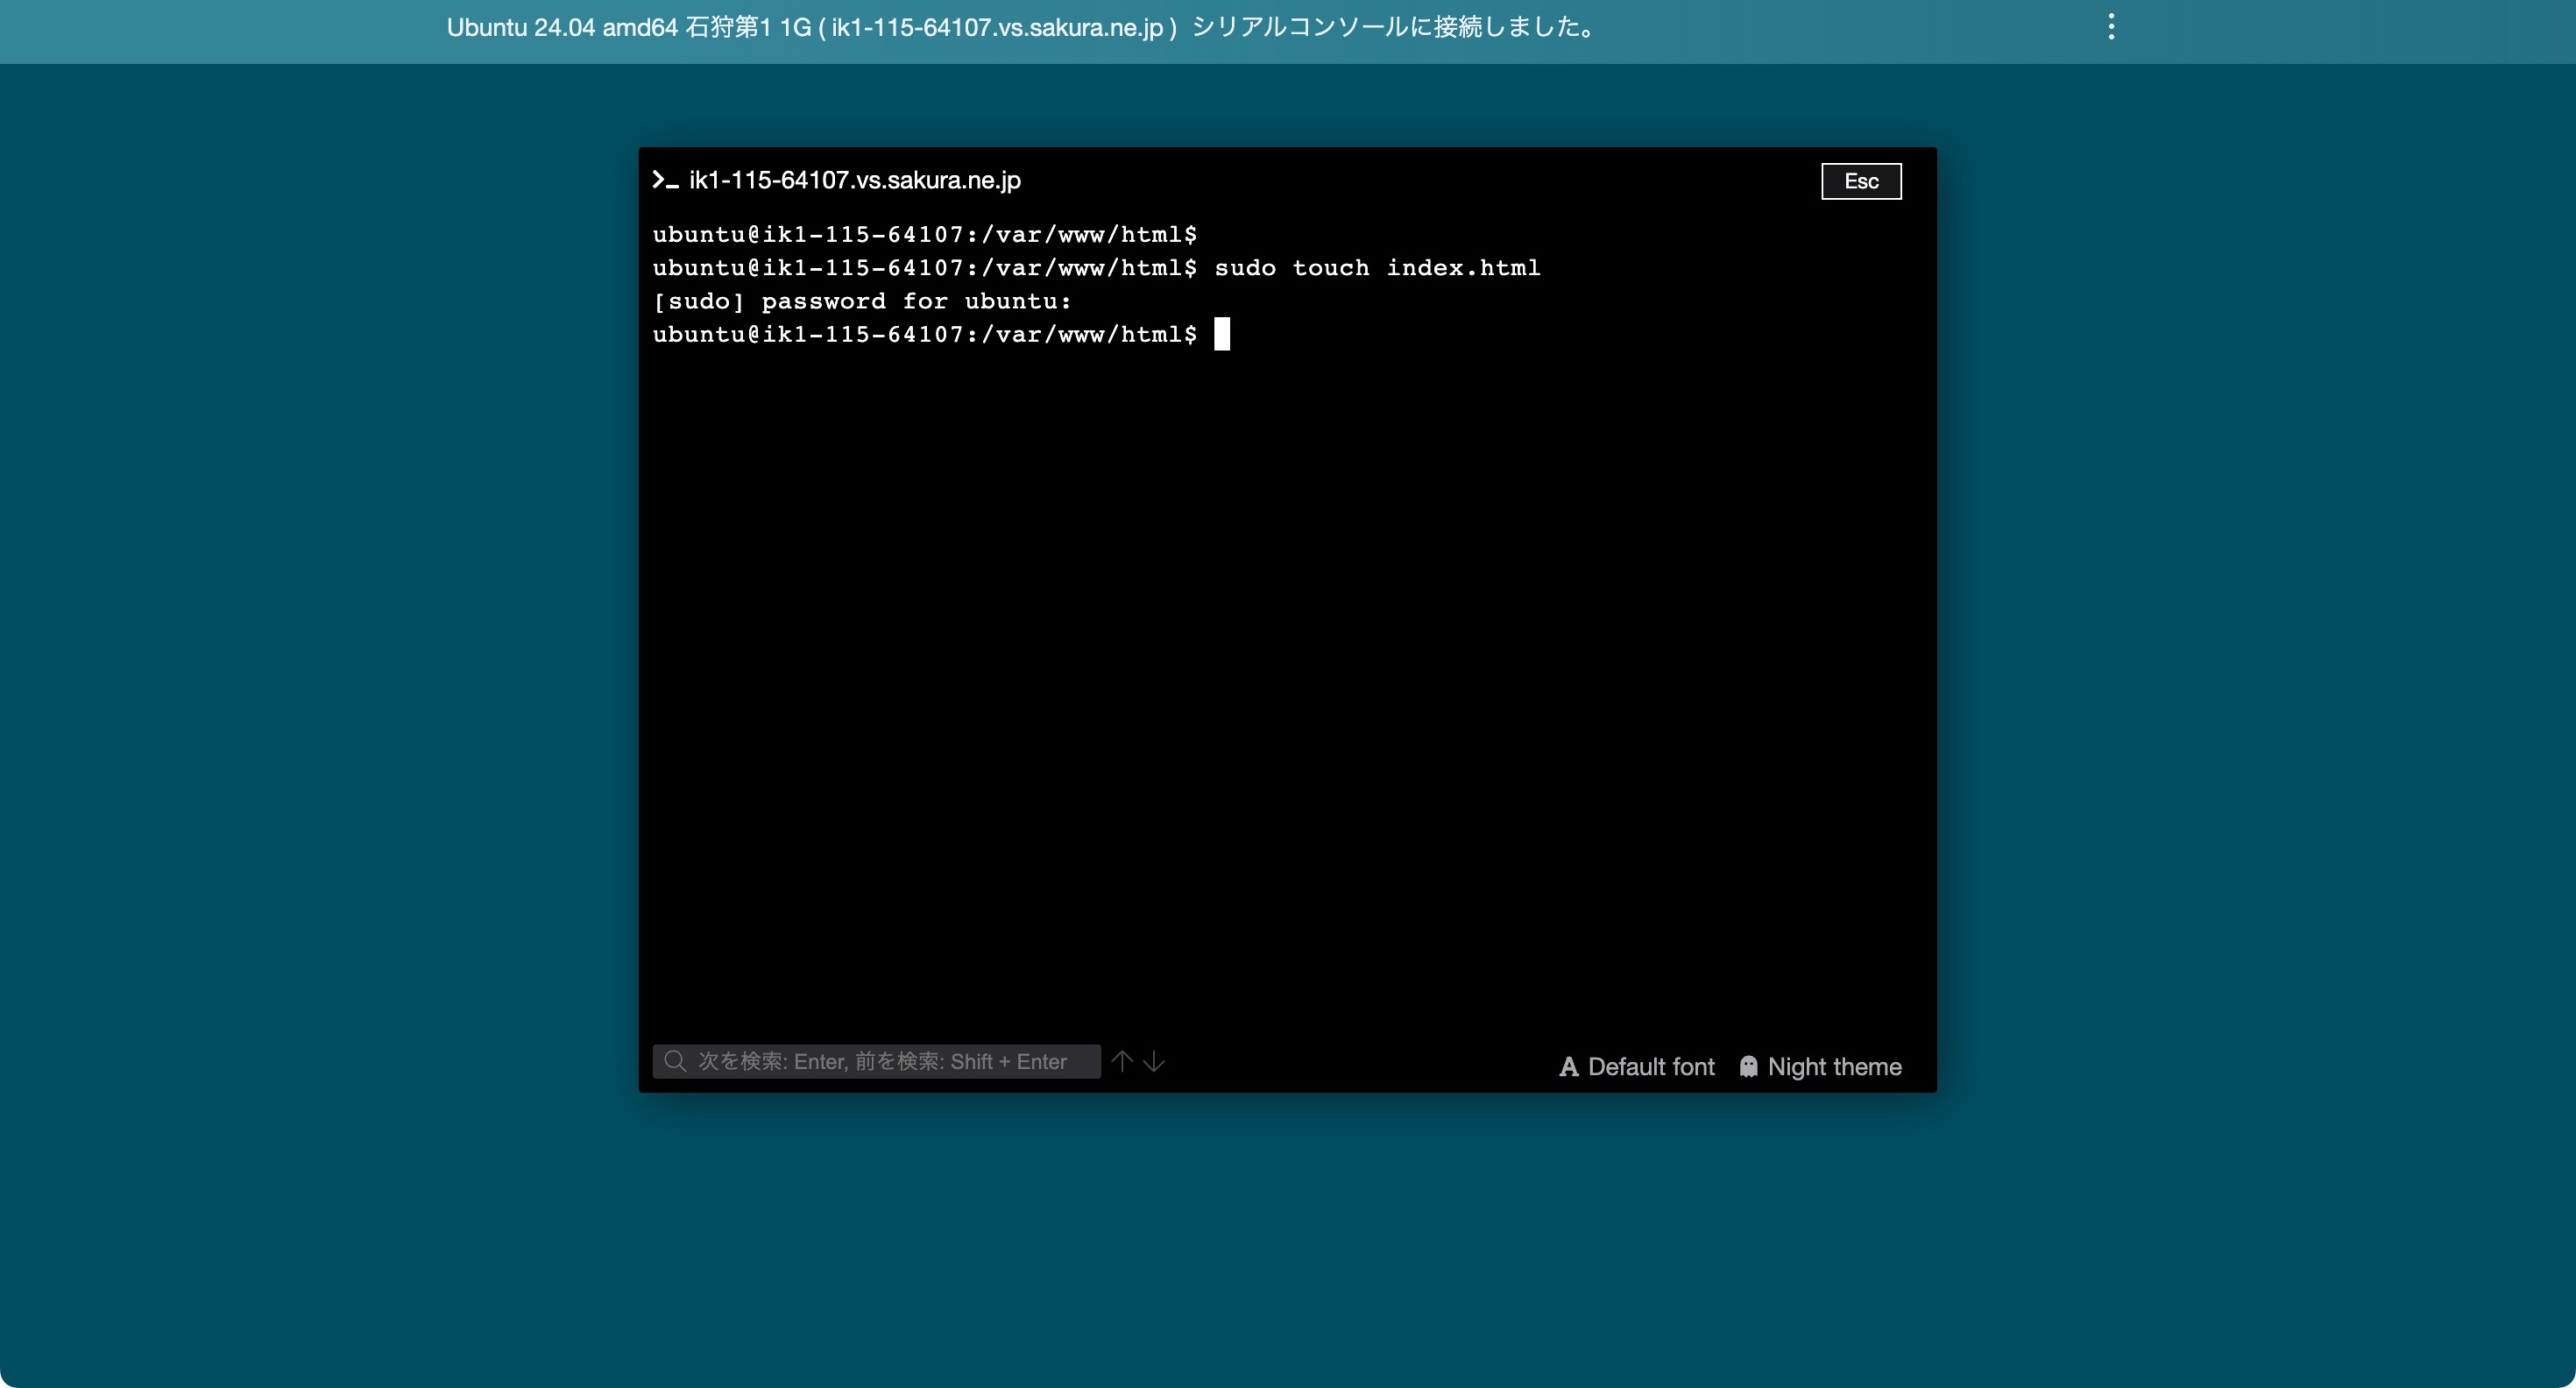 Ubuntu 24.04 amd64 石狩第1 1G ( ik1-115-64107.vs.sakura.ne.jp ) シリアルコンソールに接続しました。
ik1-115-64107.vs.sakura.ne.jp
Esc
ubuntu@ik1-115-64107:/var/www/html$
ubuntu@ik1-115-64107:/var/www/html$ sudo touch index.html
[sudo] password for ubuntu:
ubuntu@ik1-115-64107:/var/www/html$
次を検索: Enter, 前を検索: Shift + Enter
Default font
Night theme